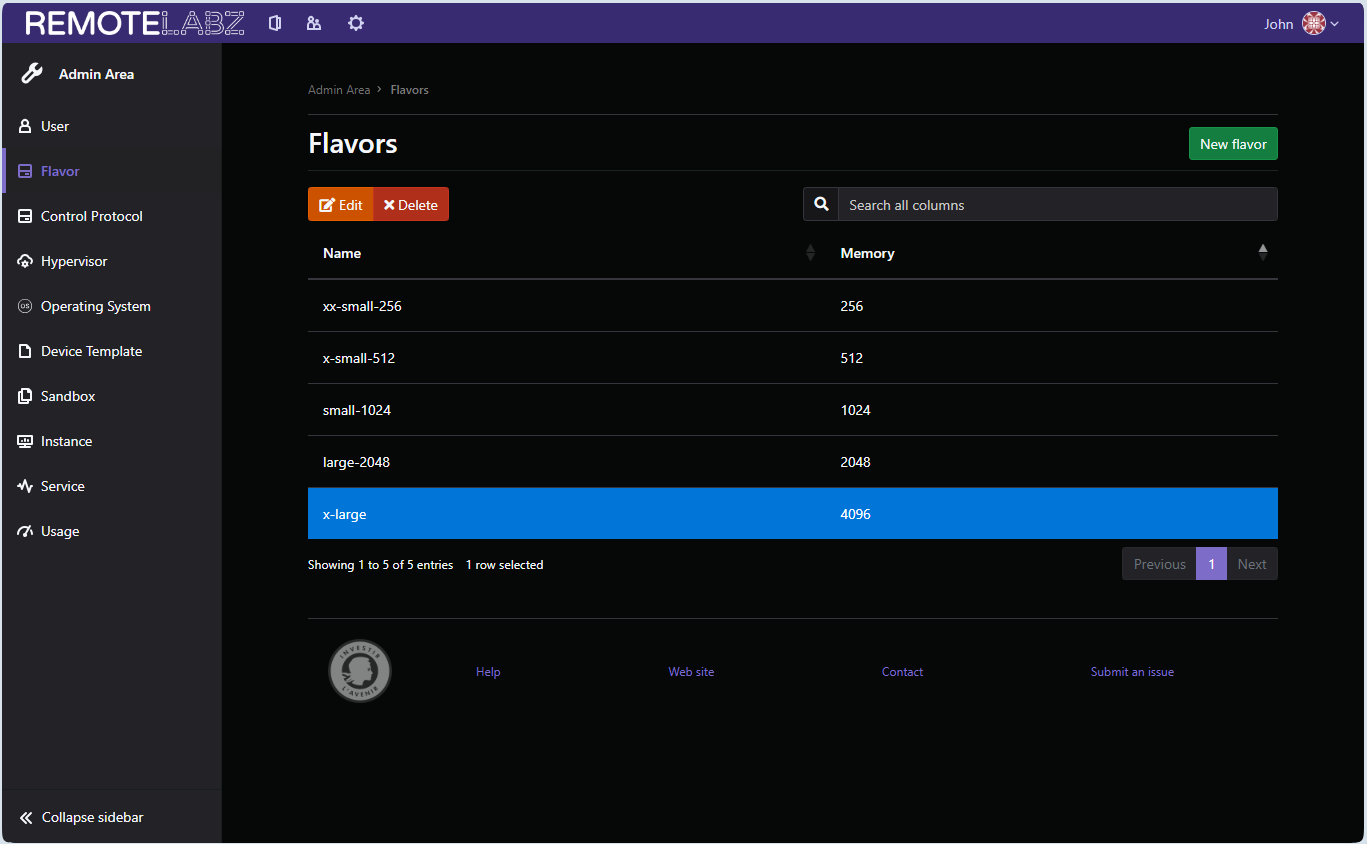 REMOTELABZ
John
Admin Area
User
Flavor
Control Protocol
Hypervisor
OS Operating System
Device Template
Sandbox
Instance
Service
Usage
Collapse sidebar
Admin Area › Flavors
Flavors
New flavor
Edit Delete
Search all columns
Name Memory
xx-small-256 256
x-small-512 512
small-1024 1024
large-2048 2048
x-large 4096
Showing 1 to 5 of 5 entries 1 row selected
Previous 1 Next
INVESTIR
L'AVENIR
Help Web site Contact Submit an issue